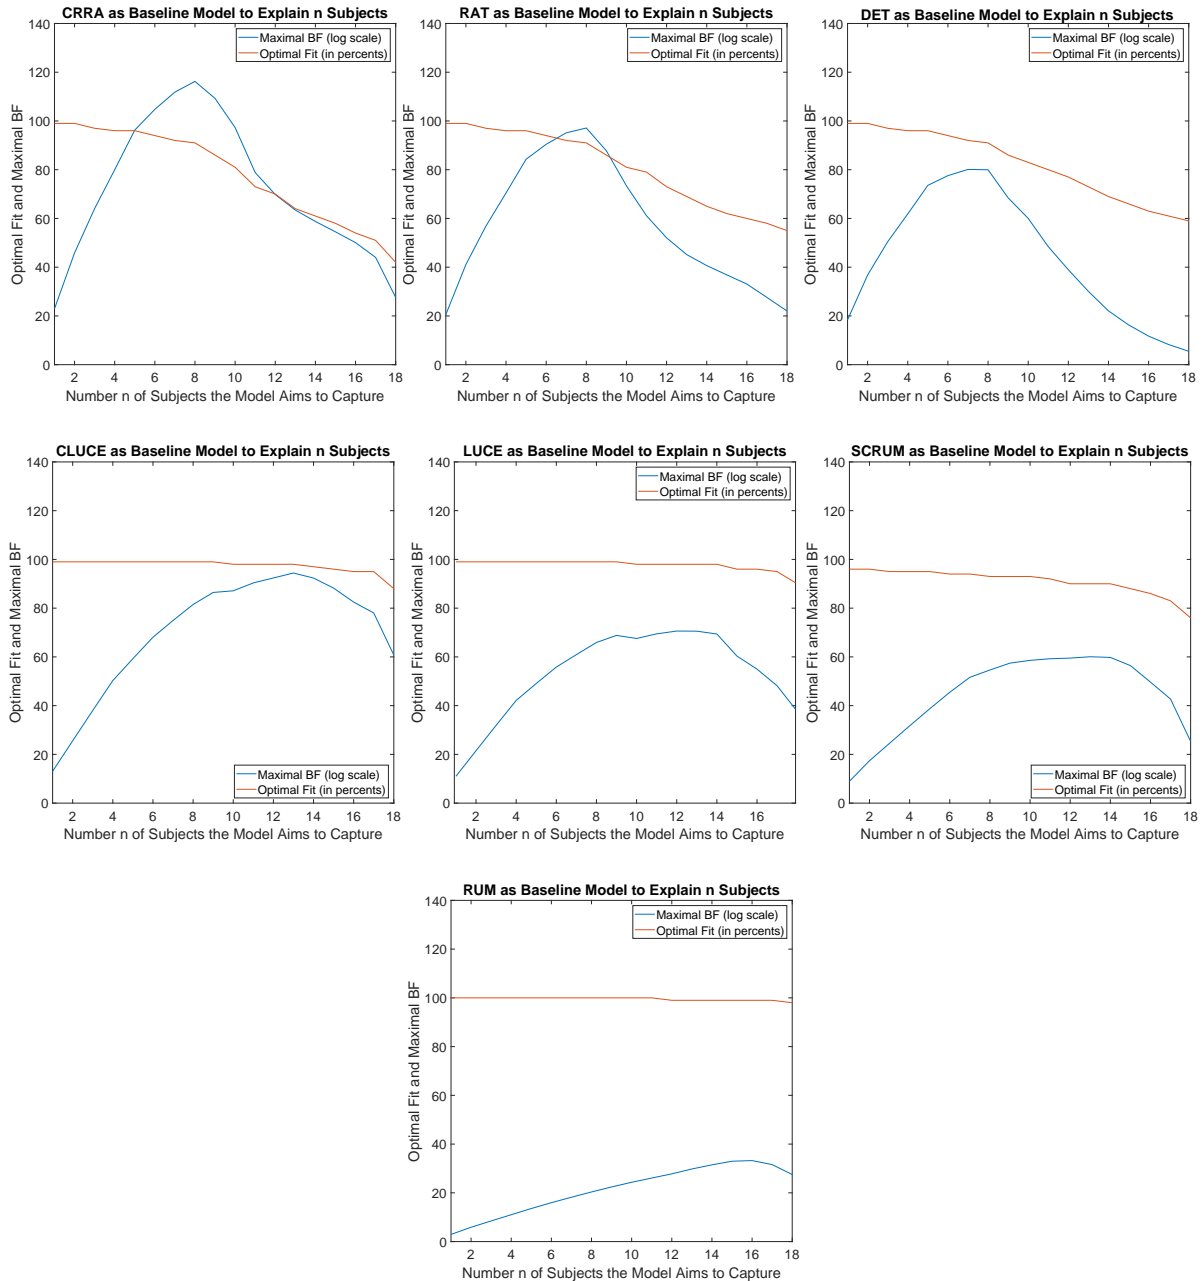 CRRA as Baseline Model to Explain n Subjects
Maximal BF (log scale)
Optimal Fit (in percents)
Optimal Fit and Maximal BF
140
120
100
80
60
40
20
0
2 4 6 8 10 12 14 16 18
Number n of Subjects the Model Aims to Capture
RAT as Baseline Model to Explain n Subjects
Maximal BF (log scale)
Optimal Fit (in percents)
Optimal Fit and Maximal BF
140
120
100
80
60
40
20
0
2 4 6 8 10 12 14 16 18
Number n of Subjects the Model Aims to Capture
DET as Baseline Model to Explain n Subjects
Maximal BF (log scale)
Optimal Fit (in percents)
Optimal Fit and Maximal BF
140
120
100
80
60
40
20
0
2 4 6 8 10 12 14 16 18
Number n of Subjects the Model Aims to Capture
CLUCE as Baseline Model to Explain n Subjects
Optimal Fit and Maximal BF
140
120
100
80
60
40
20
0
Maximal BF (log scale)
Optimal Fit (in percents)
2 4 6 8 10 12 14 16 18
Number n of Subjects the Model Aims to Capture
LUCE as Baseline Model to Explain n Subjects
Maximal BF (log scale)
Optimal Fit (in percents)
Optimal Fit and Maximal BF
140
120
100
80
60
40
20
0
2 4 6 8 10 12 14 16
Number n of Subjects the Model Aims to Capture
SCRUM as Baseline Model to Explain n Subjects
Optimal Fit and Maximal BF
140
120
100
80
60
40
20
0
Maximal BF (log scale)
Optimal Fit (in percents)
2 4 6 8 10 12 14 16 18
Number n of Subjects the Model Aims to Capture
RUM as Baseline Model to Explain n Subjects
Maximal BF (log scale)
Optimal Fit (in percents)
Optimal Fit and Maximal BF
140
120
100
80
60
40
20
0
2 4 6 8 10 12 14 16 18
Number n of Subjects the Model Aims to Capture